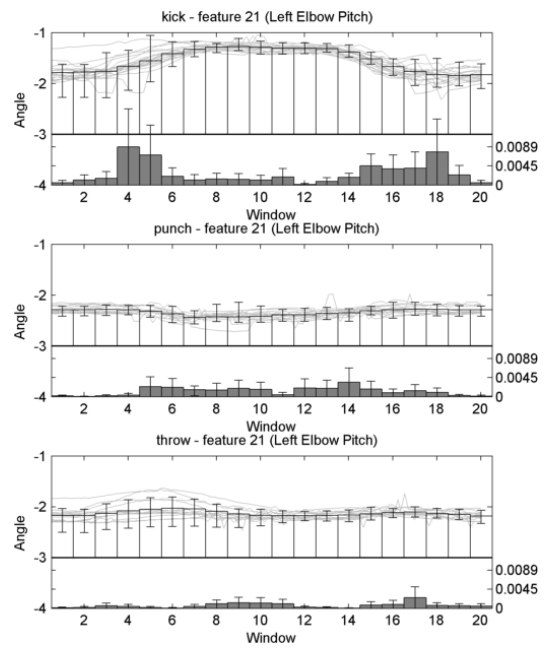 kick - feature 21 (Left Elbow Pitch)
-1
-2
Angle
-3
0.0089
0.0045
-4
0
2 4 6 8 10 12 14 16 18 20
Window
punch - feature 21 (Left Elbow Pitch)
-1
-2
Angle
-3
0.0089
0.0045
-4
0
2 4 6 8 10 12 14 16 18 20
Window
throw - feature 21 (Left Elbow Pitch)
-1
-2
Angle
-3
0.0089
0.0045
-4
0
2 4 6 8 10 12 14 16 18 20
Window